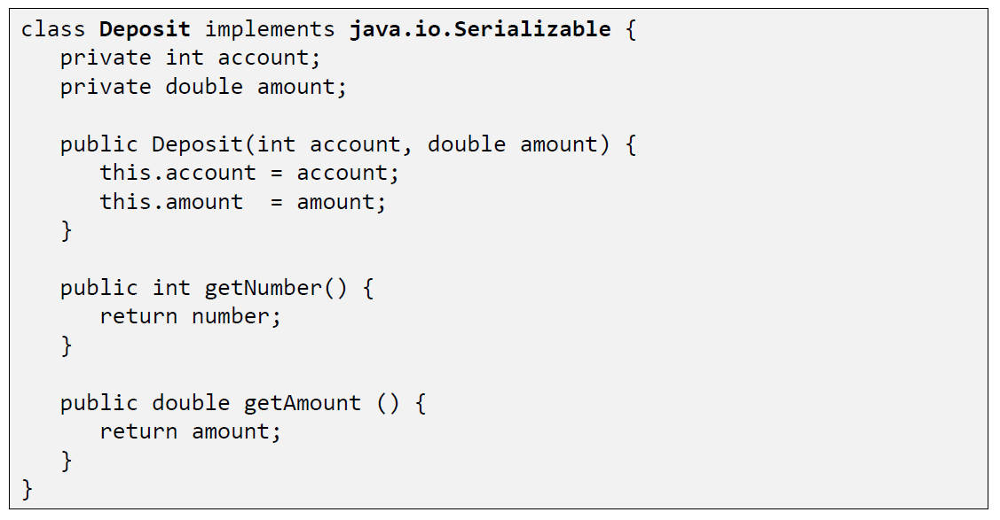 class Deposit implements java.io.Serializable {
   private int account;
   private double amount;

   public Deposit(int account, double amount) {
      this.account = account;
      this.amount  = amount;
   }

   public int getNumber() {
      return number;
   }

   public double getAmount () {
      return amount;
   }
}